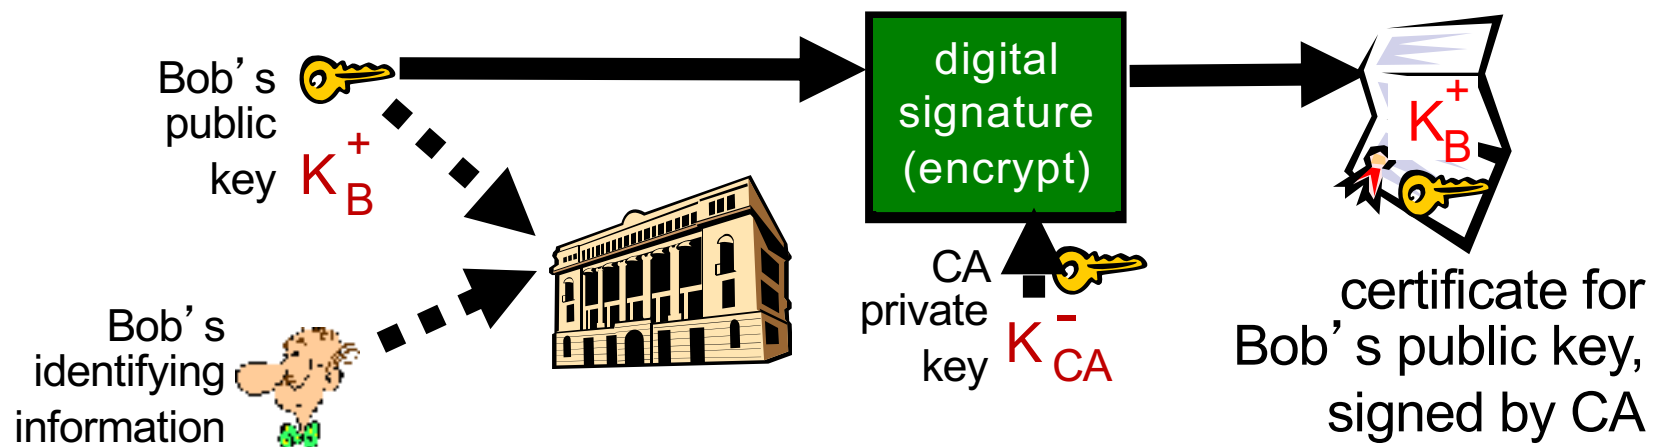 Bob's
public
key K+B
digital
signature
(encrypt)
K+B
Bob's
identifying
information
CA
private
key K-CA
certificate for
Bob's public key,
signed by CA